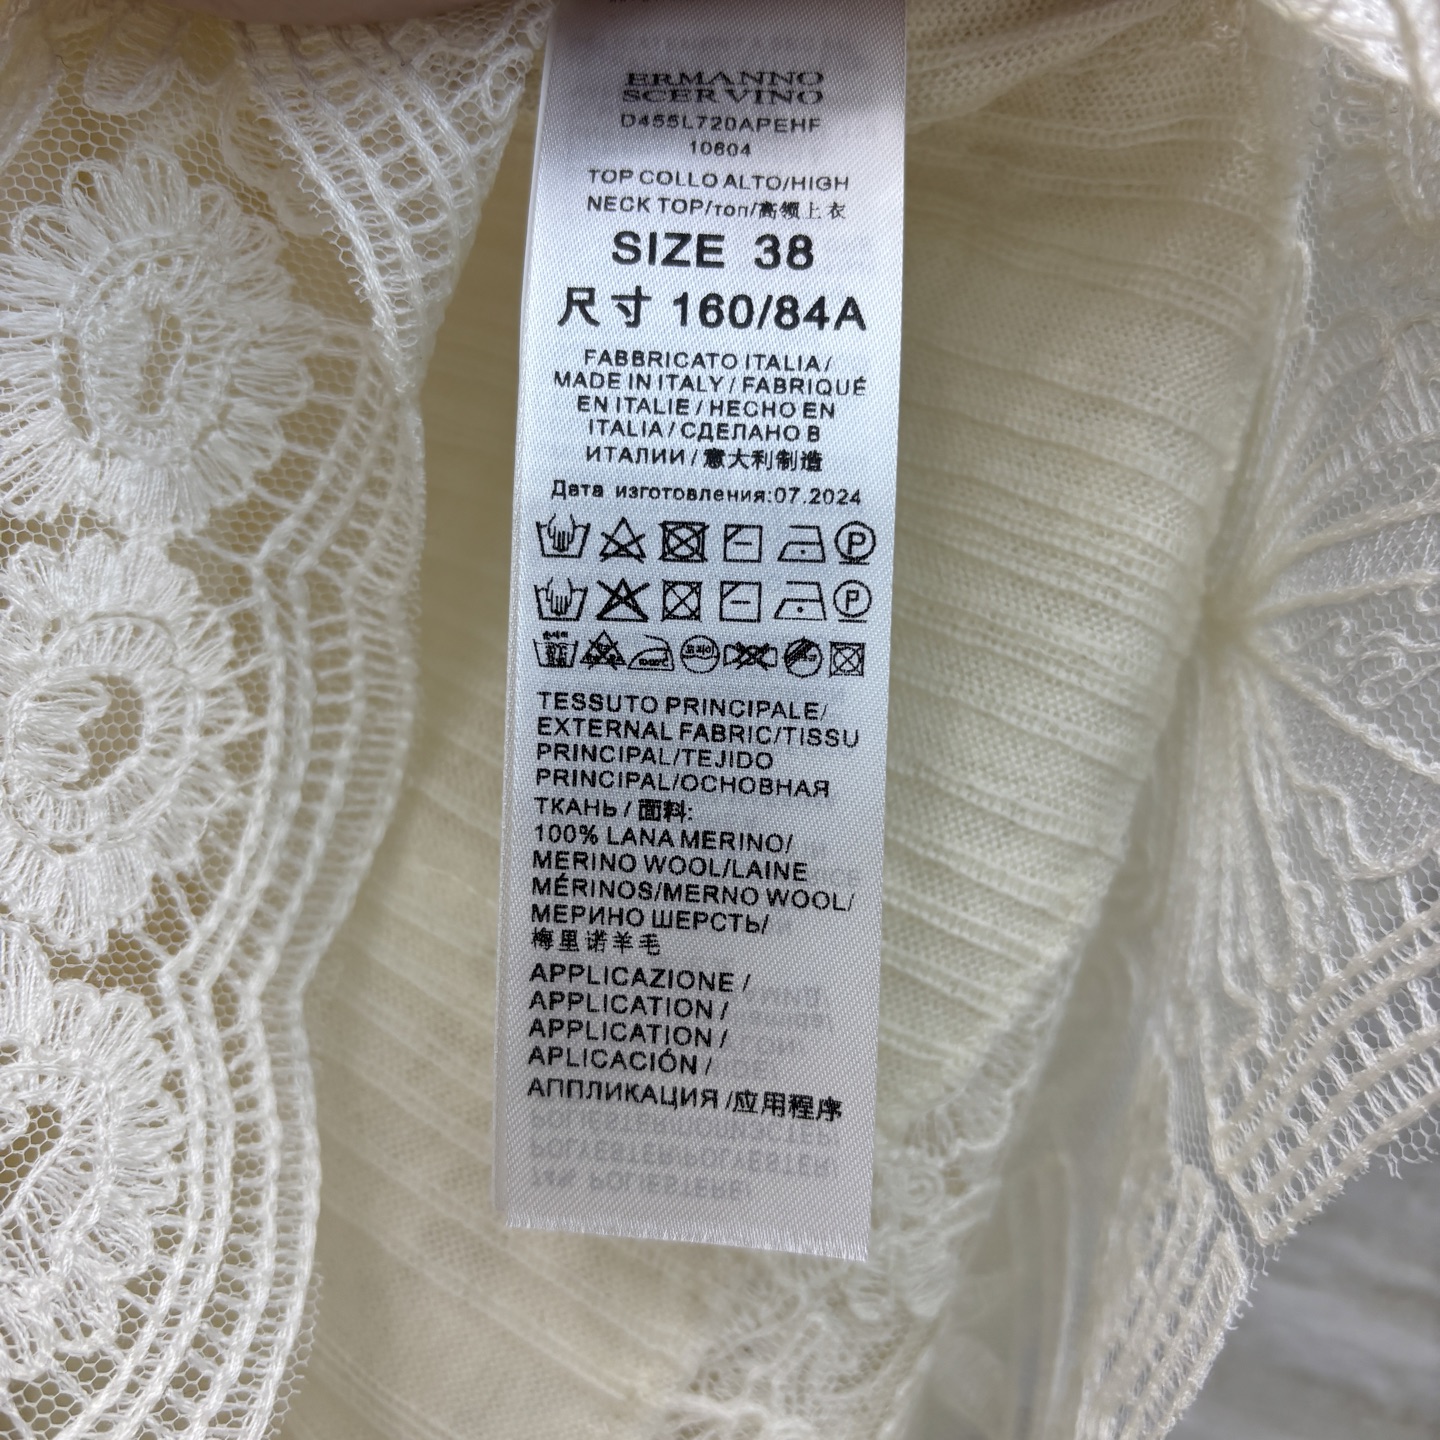 ERMANNO
SCERVINO
D455L720APEHF
10604
TOP COLLO ALTO/HIGH
NECK TOP/топ/高领上衣
SIZE 38
尺寸 160/84A
FABBRICATO ITALIA/
MADE IN ITALY / FABRIQUÉ
EN ITALIE / HECHO EN
ITALIA / СДЕЛАНО В
ИТАЛИИ / 意大利制造
Дата изготовления:07.2024
P
P
TESSUTO PRINCIPALE/
EXTERNAL FABRIC/TISSU
PRINCIPAL/TEJIDO
PRINCIPAL/ОСНОВНАЯ
ТКАНЬ / 面料:
100% LANA MERINO/
MERINO WOOL/LAINE
MÉRINOS/MERNO WOOL/
МЕРИНО ШЕРСТЬ/
梅里诺羊毛
APPLICAZIONE /
APPLICATION /
APPLICATION /
APLICACIÓN /
АППЛИКАЦИЯ /应用程序